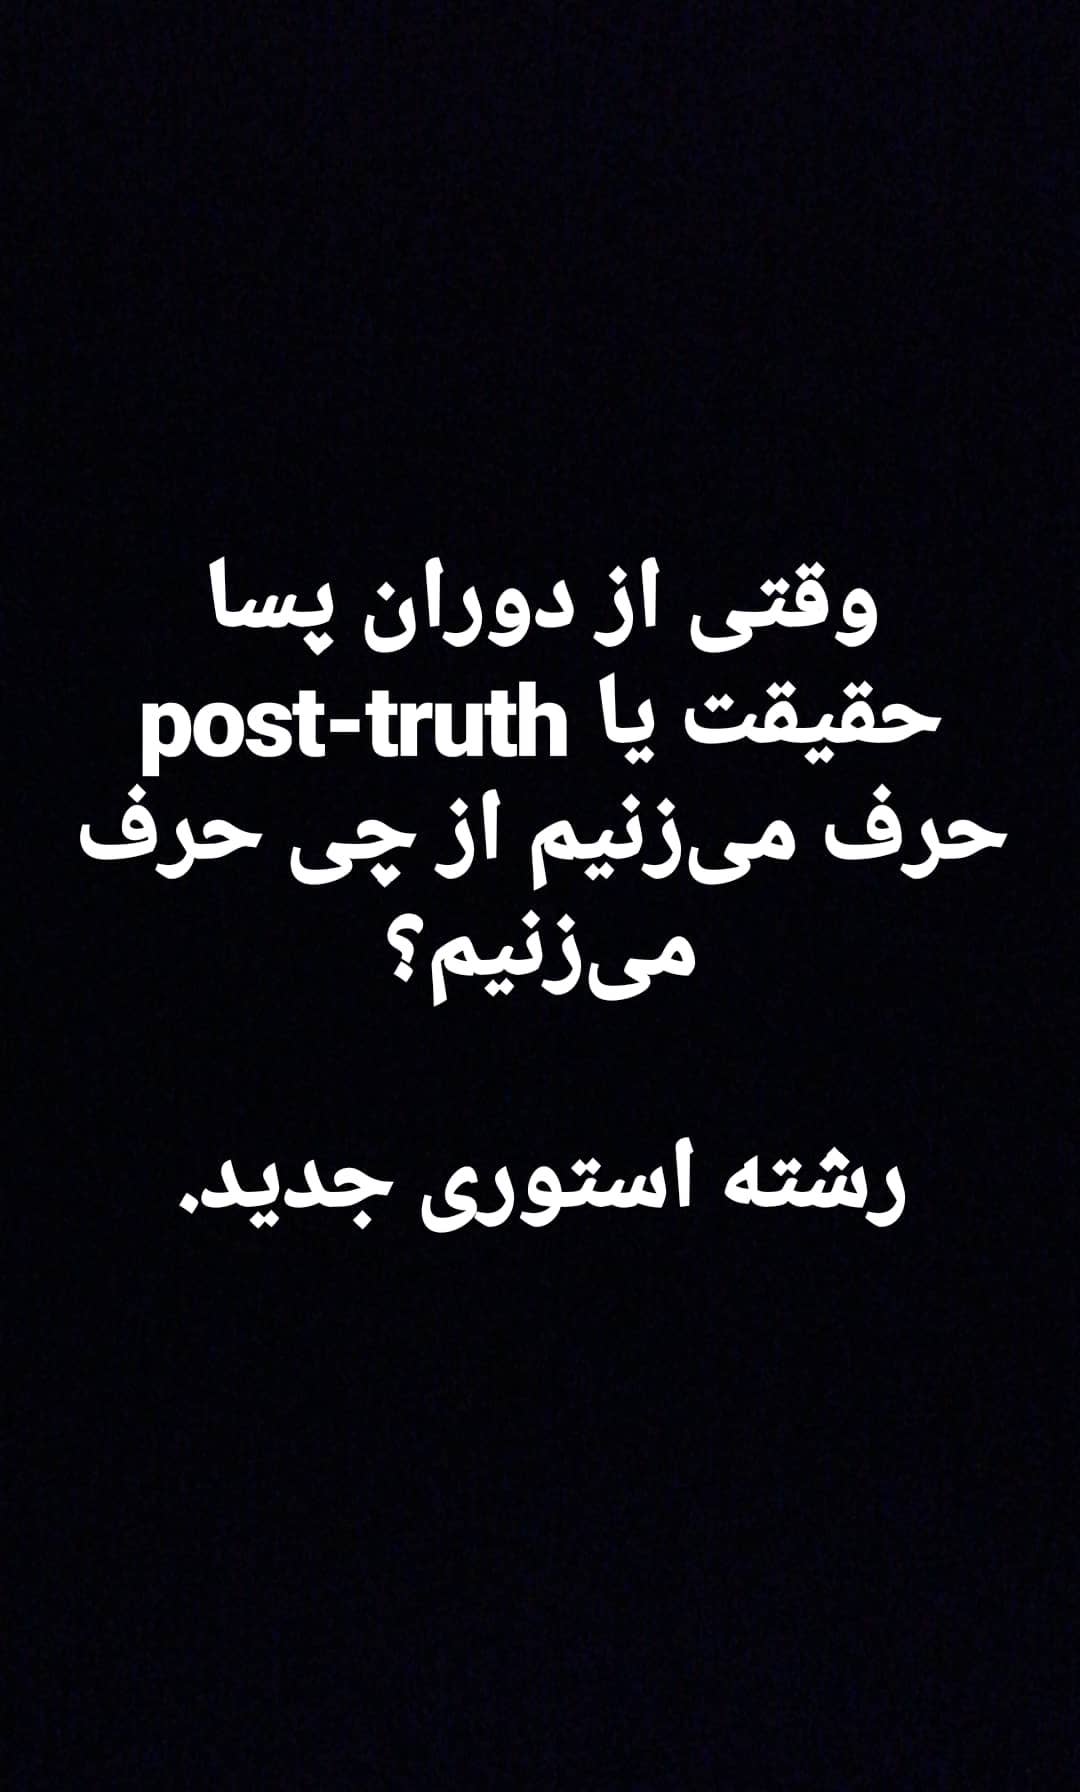 وقتی از دوران پسا
حقیقت یا post-truth
حرف می‌زنیم از چی حرف
می‌زنیم؟
رشته استوری جدید.